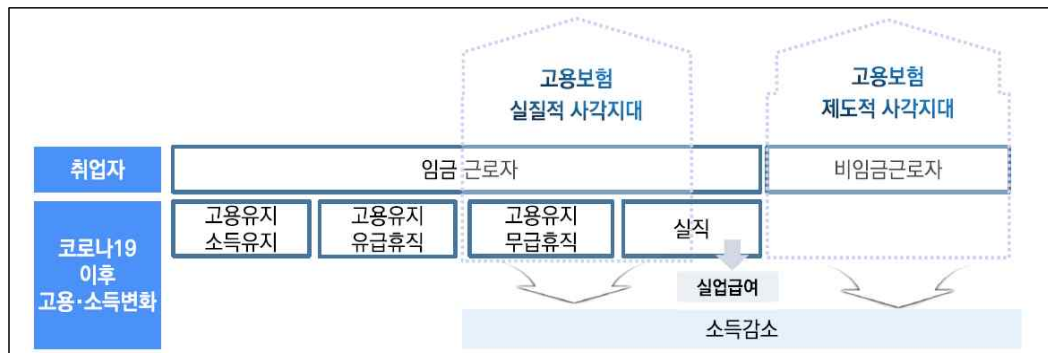 고용보험
실질적 사각지대
고용보험
제도적 사각지대
취업자
임금 근로자
비임금근로자
코로나19
이후
고용·소득변화
고용유지
소득유지
고용유지
유급휴직
고용유지
무급휴직
실직
실업급여
소득감소